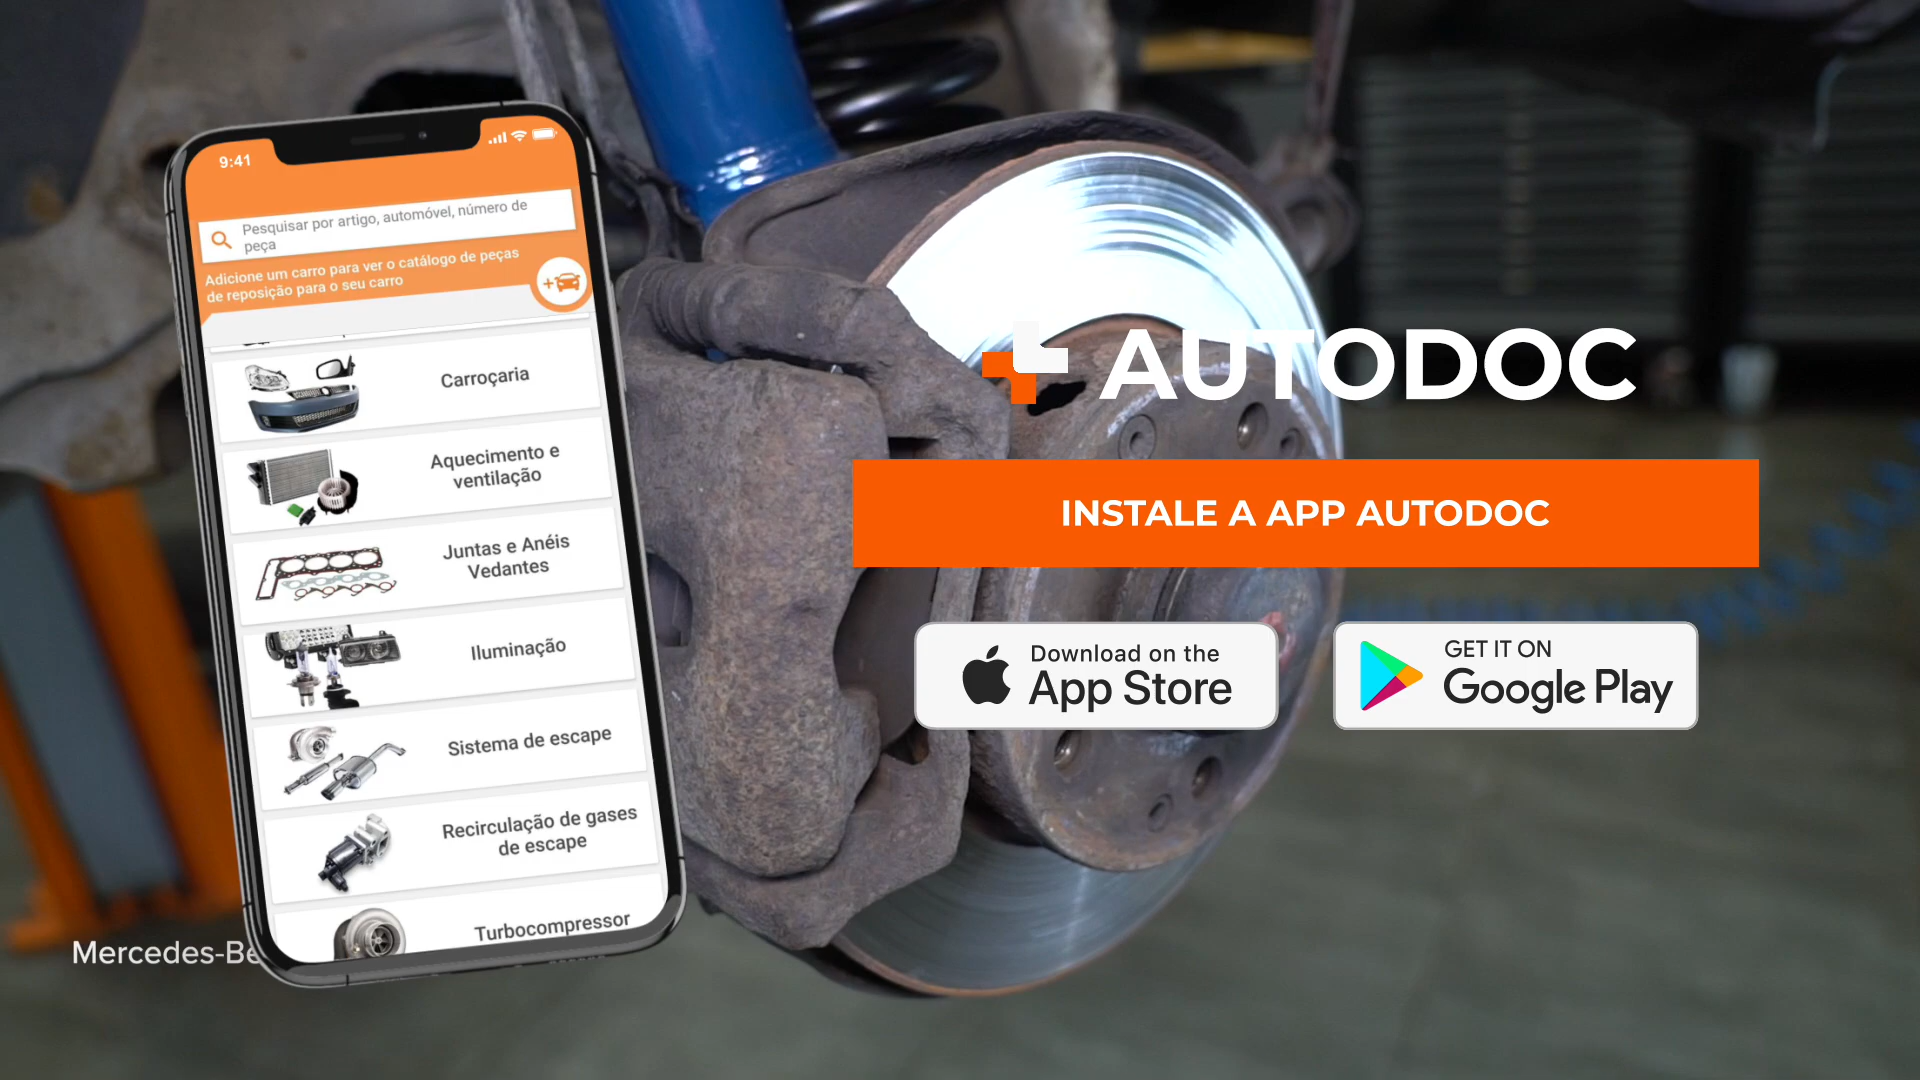 9:41
Pesquisar por artigo, automóvel, número de
peça
Adicione um carro para ver o catálogo de peças
de reposição para o seu carro
Carroçaria
Aquecimento e
ventilação
Juntas e Anéis
Vedantes
Iluminação
Sistema de escape
Recirculação de gases
de escape
Turbocompressor
Mercedes-Be
AUTODOC
INSTALE A APP AUTODOC
Download on the
App Store
GET IT ON
Google Play